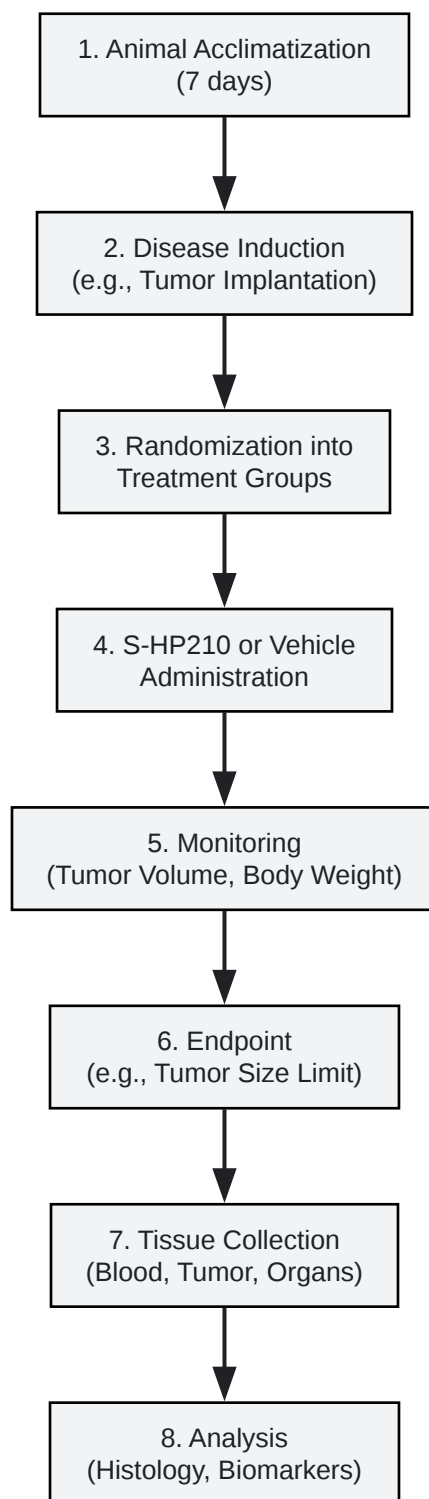 1. Animal Acclimatization
(7 days)
2. Disease Induction
(e.g., Tumor Implantation)
3. Randomization into
Treatment Groups
4. S-HP210 or Vehicle
Administration
5. Monitoring
(Tumor Volume, Body Weight)
6. Endpoint
(e.g., Tumor Size Limit)
7. Tissue Collection
(Blood, Tumor, Organs)
8. Analysis
(Histology, Biomarkers)